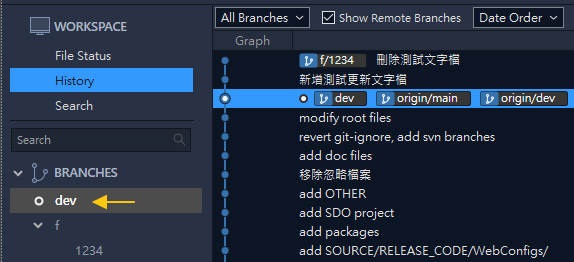 WORKSPACE
File Status
History
Search
Search
BRANCHES
dev
f
1234
All Branches
Show Remote Branches
Date Order
Graph
f/1234 刪除測試文字檔
新增測試更新文字檔
dev origin/main origin/dev
modify root files
revert git-ignore, add svn branches
add doc files
移除忽略檔案
add OTHER
add SDO project
add packages
add SOURCE/RELEASE_CODE/WebConfigs/